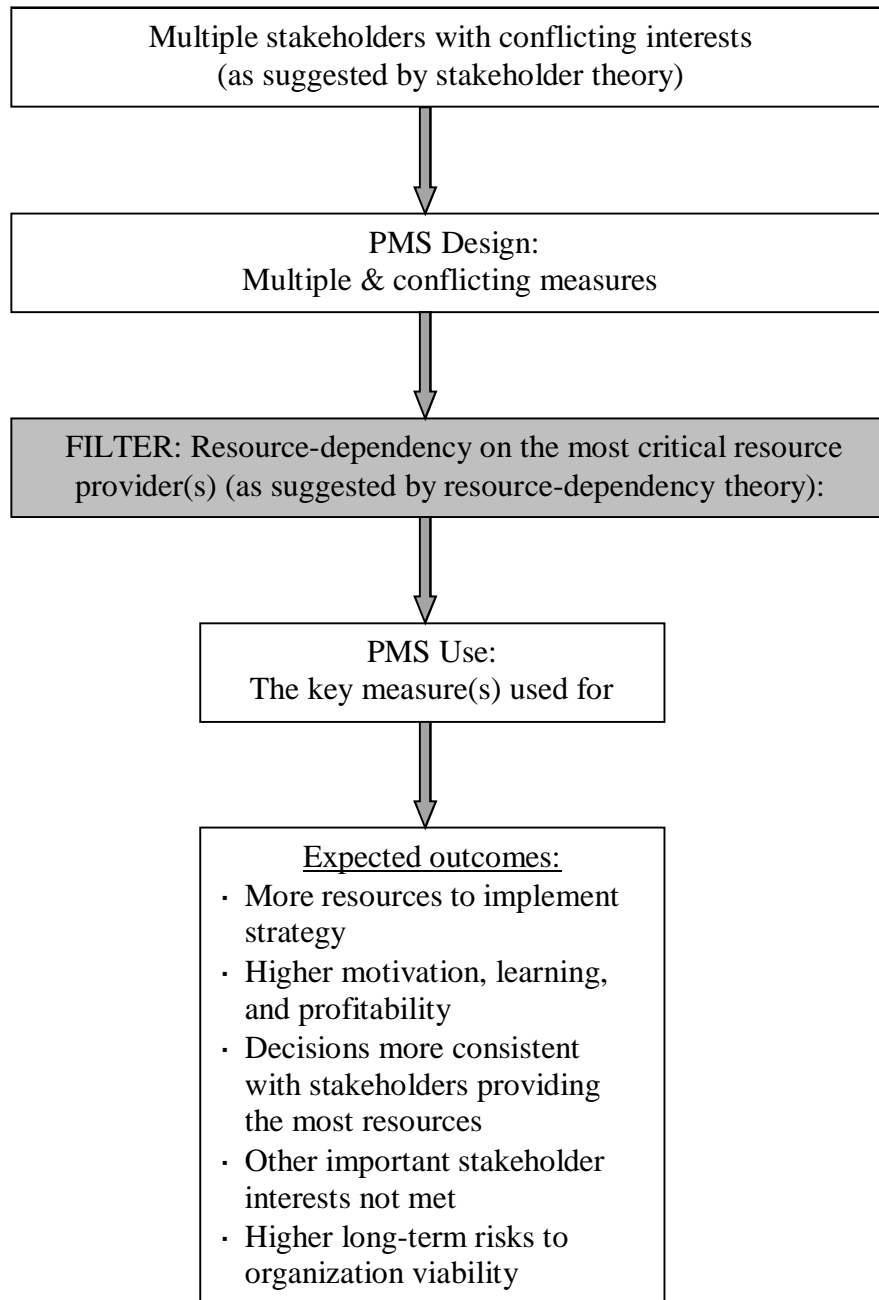 Multiple stakeholders with conflicting interests
(as suggested by stakeholder theory)
PMS Design:
Multiple & conflicting measures
FILTER: Resource-dependency on the most critical resource
provider(s) (as suggested by resource-dependency theory):
PMS Use:
The key measure(s) used for
Expected outcomes:
· More resources to implement
strategy
· Higher motivation, learning,
and profitability
· Decisions more consistent
with stakeholders providing
the most resources
· Other important stakeholder
interests not met
· Higher long-term risks to
organization viability